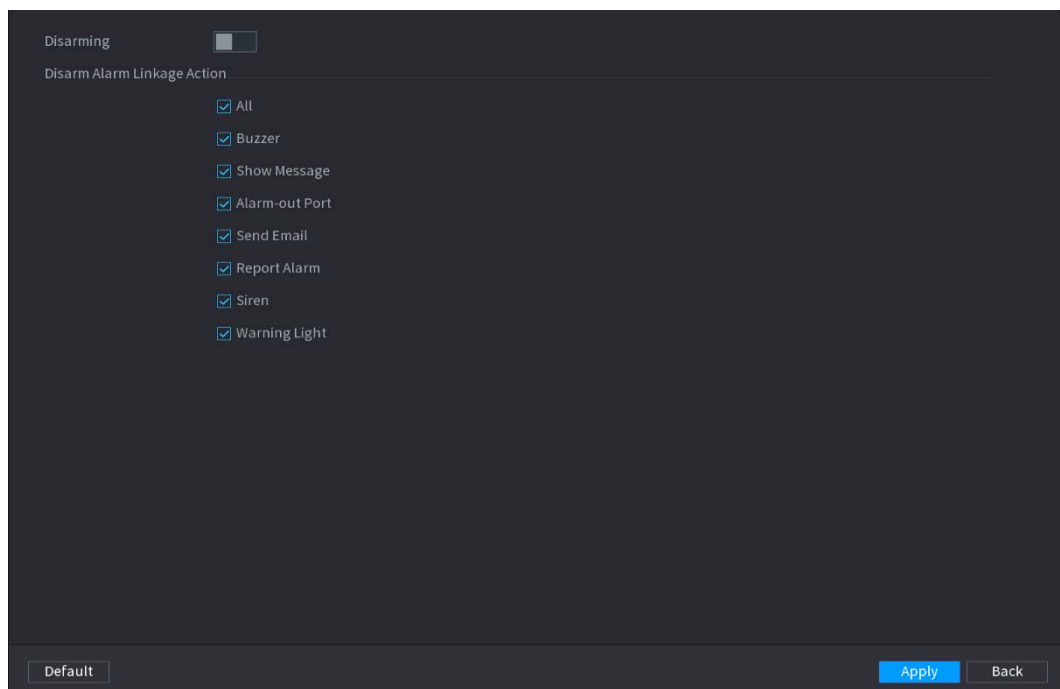 Disarming
Disarm Alarm Linkage Action
All
Buzzer
Show Message
Alarm-out Port
Send Email
Report Alarm
Siren
Warning Light
Default Apply Back